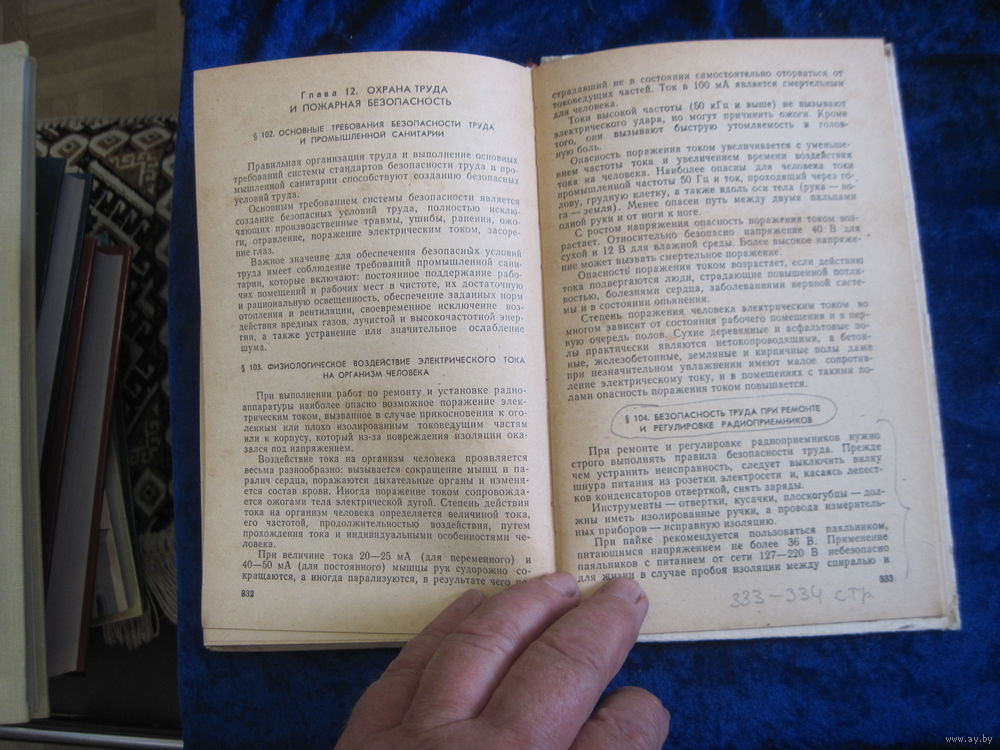 Глава 12. ОХРАНА ТРУДА
И ПОЖАРНАЯ БЕЗОПАСНОСТЬ
§ 102. ОСНОВНЫЕ ТРЕБОВАНИЯ БЕЗОПАСНОСТИ ТРУДА
И ПРОМЫШЛЕННОЙ САНИТАРИИ
Правильная организация труда и выполнение основных
требований системы стандартов безопасности труда и про-
мышленной санитарии способствуют созданию безопасных
условий труда.
Основным требованием системы безопасности является
создание безопасных условий труда, полностью исклю-
чающих производственные травмы, ушибы, ранения, ожо-
ги, отравление, поражение электрическим током, засоре-
ние глаз.
Важное значение для обеспечения безопасных условий
труда имеет соблюдение требований промышленной сани-
тарии, которые включают: постоянное поддержание рабо-
чих помещений и рабочих мест в чистоте, их достаточную
и рациональную освещенность, обеспечение заданных норм
отопления и вентиляции, своевременное исключение воз-
действия вредных газов, лучистой и высокочастотной энер-
гии, а также устранение или значительное ослабление
шума.
§ 103. ФИЗИОЛОГИЧЕСКОЕ ВОЗДЕЙСТВИЕ ЭЛЕКТРИЧЕСКОГО ТОКА
НА ОРГАНИЗМ ЧЕЛОВЕКА
При выполнении работ по ремонту и установке радио-
аппаратуры наиболее опасно возможное поражение элек-
трическим током, вызванное в случае прикосновения к ого-
ленным или плохо изолированным токоведущим частям
или к корпусу, который из-за повреждения изоляции ока-
зался под напряжением.
Воздействие тока на организм человека проявляется
весьма разнообразно: вызывается сокращение мышц и па-
ралич сердца, поражаются дыхательные органы и изменя-
ется состав крови. Иногда поражение током сопровожда-
ется ожогами тела электрической дугой. Степень действия
тока на организм человека определяется величиной тока,
его частотой, продолжительностью воздействия, путем
прохождения тока и индивидуальными особенностями че-
ловека.
При величине тока 20—25 мА (для переменного) и
40—50 мА (для постоянного) мышцы рук судорожно со-
кращаются, а иногда парализуются, в результате чего по-
332
страдавший не в состоянии самостоятельно оторваться от
токоведущих частей. Ток в 100 мА является смертельным
для человека.
Токи высокой частоты (50 кГц и выше) не вызывают
электрического удара, но могут причинить ожоги. Кроме
того, они вызывают быструю утомляемость и голов-
ную боль.
Опасность поражения током увеличивается с уменьше-
нием частоты тока и увеличением времени воздействия
тока на человека. Наиболее опасны для человека токи
промышленной частоты 50 Гц и ток, проходящий через го-
лову, грудную клетку, а также вдоль оси тела (рука — но-
га — земля). Менее опасен путь между двумя пальцами
одной руки и от ноги к ноге.
С ростом напряжения опасность поражения током воз-
растает. Относительно безопасно напряжение 40 В для
сухой и 12 В для влажной среды. Более высокое напряже-
ние может вызвать смертельное поражение.
Опасность поражения током возрастает, если действию
тока подвергаются люди, страдающие повышенной потли-
востью, болезнями сердца, заболеваниями нервной систе-
мы и в состоянии опьянения.
Степень поражения человека электрическим током во
многом зависит от состояния рабочего помещения и в пер-
вую очередь полов. Сухие деревянные и асфальтовые по-
лы практически являются нетокопроводящими, а бетон-
ные, железобетонные, земляные и кирпичные полы даже
при незначительном увлажнении имеют малое сопротив-
ление электрическому току, и в помещениях с такими по-
лами опасность поражения током повышается.
§ 104. БЕЗОПАСНОСТЬ ТРУДА ПРИ РЕМОНТЕ
И РЕГУЛИРОВКЕ РАДИОПРИЕМНИКОВ
При ремонте и регулировке радиоприемников нужно
строго выполнять правила безопасности труда. Прежде
чем устранить неисправность, следует выключить вилку
шнура питания из розетки электросети и, касаясь лепест-
ков конденсаторов отверткой, снять заряды.
Инструменты — отвертки, кусачки, плоскогубцы — дол-
жны иметь изолированные ручки, а провода измеритель-
ных приборов — исправную изоляцию.
При пайке рекомендуется пользоваться паяльником,
питающимся напряжением не более 36 В. Применение
паяльников с питанием от сети 127—220 В небезопасно
для жизни в случае пробоя изоляции между спиралью и
333
333-334 стр
www.ay.by